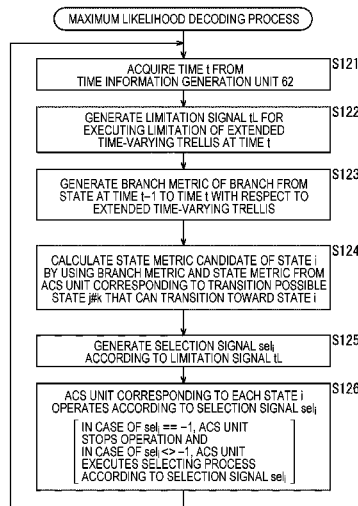 MAXIMUM LIKELIHOOD DECODING PROCESS
S121
ACQUIRE TIME t FROM
TIME INFORMATION GENERATION UNIT 62
S122
GENERATE LIMITATION SIGNAL tL FOR
EXECUTING LIMITATION OF EXTENDED
TIME-VARYING TRELLIS AT TIME t
S123
GENERATE BRANCH METRIC OF BRANCH FROM
STATE AT TIME t−1 TO TIME t WITH RESPECT TO
EXTENDED TIME-VARYING TRELLIS
S124
CALCULATE STATE METRIC CANDIDATE OF STATE i
BY USING BRANCH METRIC AND STATE METRIC FROM
ACS UNIT CORRESPONDING TO TRANSITION POSSIBLE
STATE j#k THAT CAN TRANSITION TOWARD STATE i
S125
GENERATE SELECTION SIGNAL selᵢ
ACCORDING TO LIMITATION SIGNAL tL
S126
ACS UNIT CORRESPONDING TO EACH STATE i
OPERATES ACCORDING TO SELECTION SIGNAL selᵢ
IN CASE OF selᵢ == −1, ACS UNIT
STOPS OPERATION AND
IN CASE OF selᵢ <> −1, ACS UNIT
EXECUTES SELECTING PROCESS
ACCORDING TO SELECTION SIGNAL selᵢ